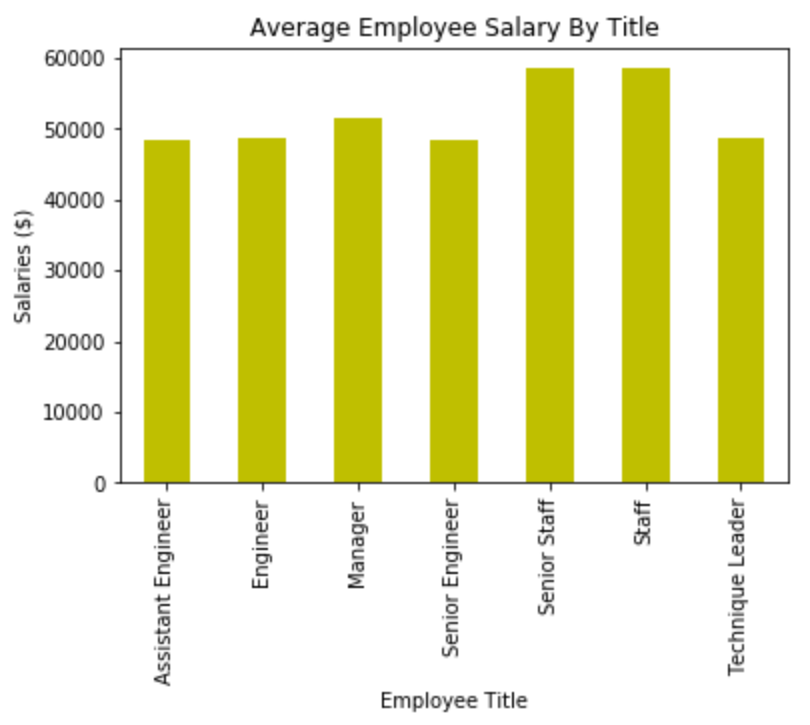 Average Employee Salary By Title
Salaries ($)
60000
50000
40000
30000
20000
10000
0
Assistant Engineer
Engineer
Manager
Senior Engineer
Senior Staff
Staff
Technique Leader
Employee Title